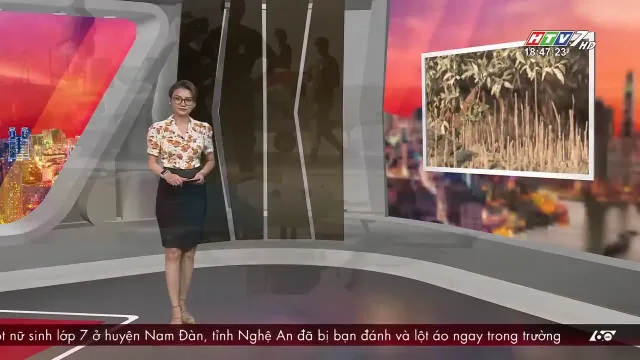 HTV7 HD
18:47:23
ột nữ sinh lớp 7 ở huyện Nam Đàn, tỉnh Nghệ An đã bị bạn đánh và lột áo ngay trong trường
60